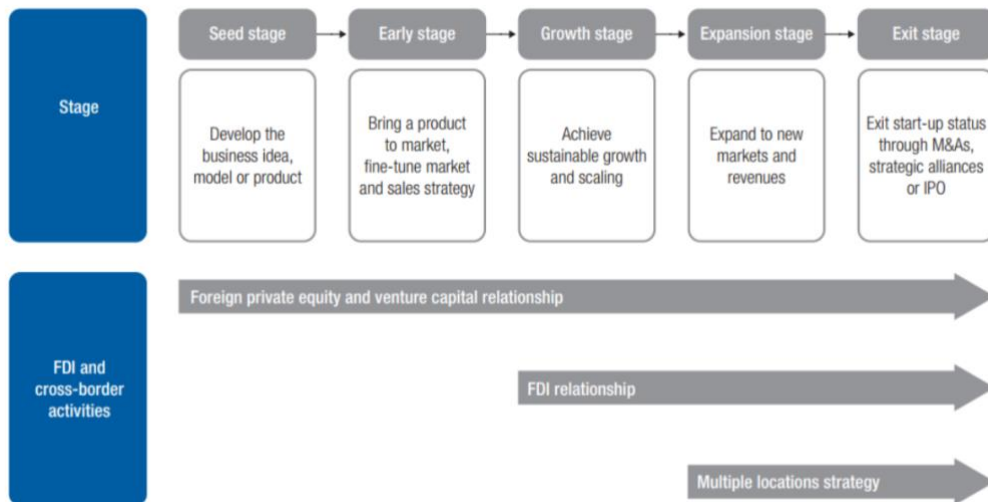 Stage
Seed stage
Early stage
Growth stage
Expansion stage
Exit stage
Develop the
business idea,
model or product
Bring a product
to market,
fine-tune market
and sales strategy
Achieve
sustainable growth
and scaling
Expand to new
markets and
revenues
Exit start-up status
through M&As,
strategic alliances
or IPO
FDI and
cross-border
activities
Foreign private equity and venture capital relationship
FDI relationship
Multiple locations strategy